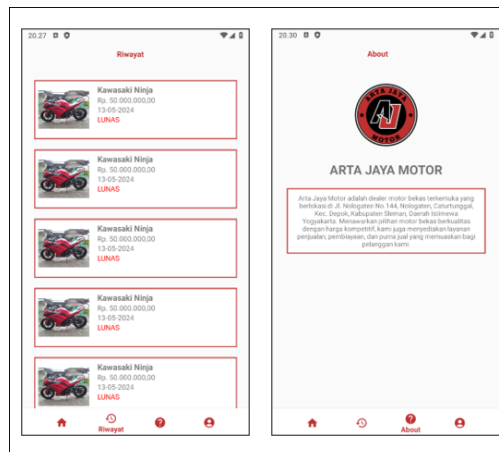 20.27
Riwayat
Kawasaki Ninja
Rp. 50.000.000,00
13-05-2024
LUNAS
Kawasaki Ninja
Rp. 50.000.000,00
13-05-2024
LUNAS
Kawasaki Ninja
Rp. 50.000.000,00
13-05-2024
LUNAS
Kawasaki Ninja
Rp. 50.000.000,00
13-05-2024
LUNAS
Kawasaki Ninja
Rp. 50.000.000,00
13-05-2024
LUNAS
Riwayat
20.30
About
ARTA JAYA
AJ
MOTOR
ARTA JAYA MOTOR
Arta Jaya Motor adalah dealer motor bekas terkemuka yang
berlokasi di Jl. Nologaten No.144, Nologaten, Caturtunggal,
Kec. Depok, Kabupaten Sleman, Daerah Istimewa
Yogyakarta. Menawarkan pilihan motor bekas berkualitas
dengan harga kompetitif, kami juga menyediakan layanan
penjualan, pembiayaan, dan purna jual yang memuaskan bagi
pelanggan kami
About